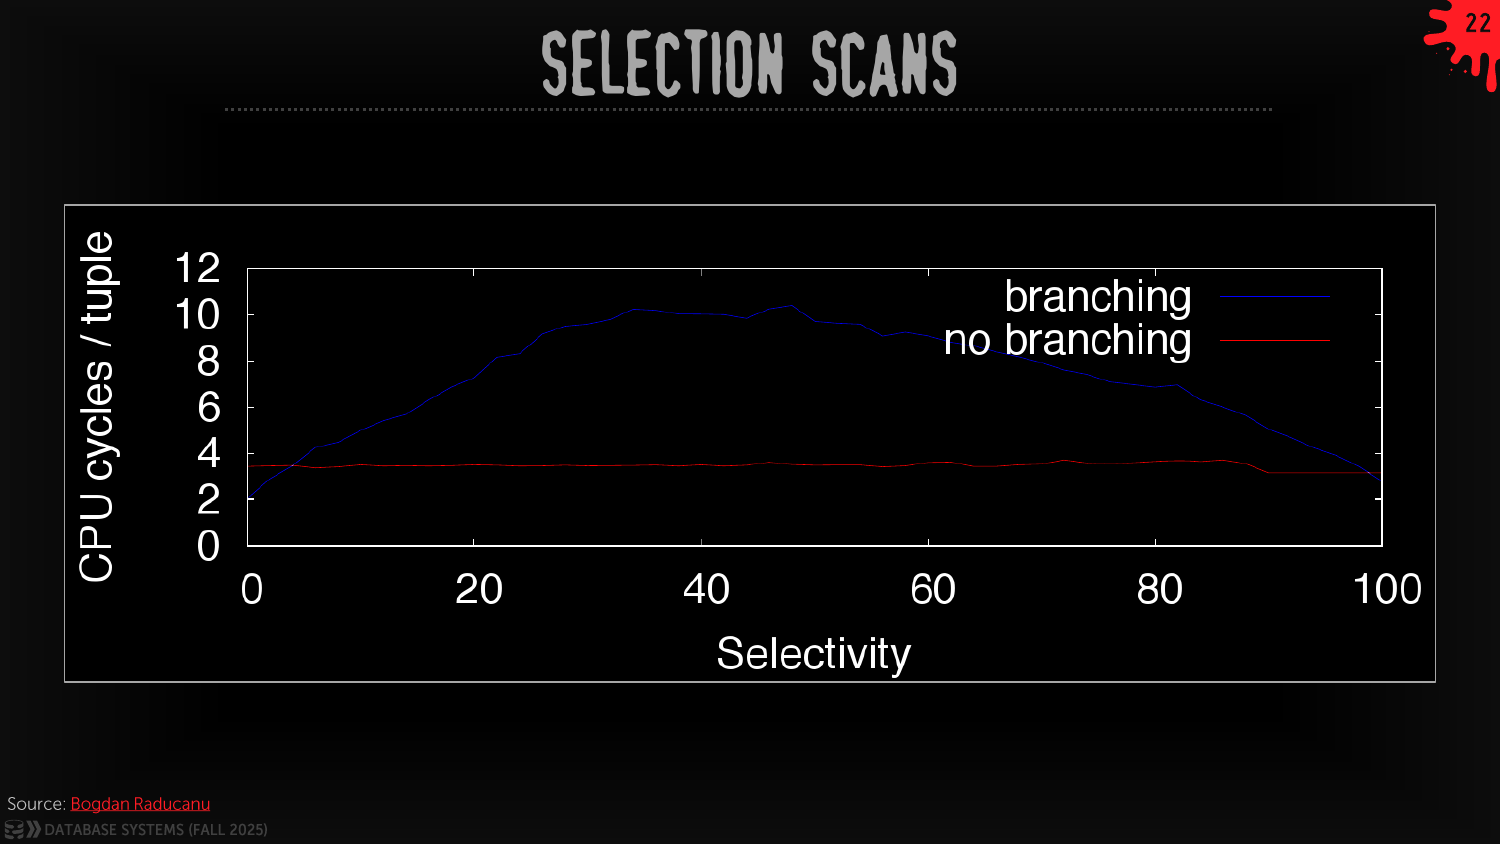 SELECTION SCANS
22
CPU cycles / tuple
12
10
8
6
4
2
0
branching
no branching
0 20 40 60 80 100
Selectivity
Source: Bogdan Raducanu
DATABASE SYSTEMS (FALL 2025)